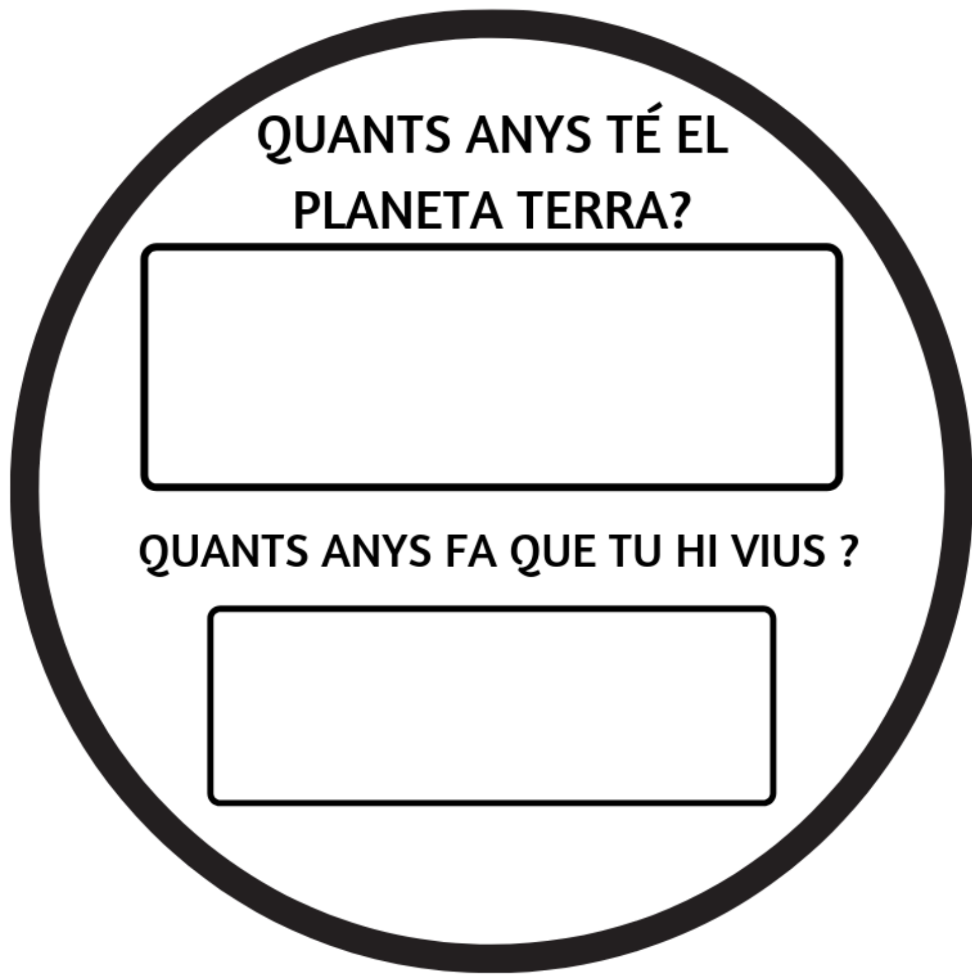 QUANTS ANYS TÉ EL
PLANETA TERRA?
QUANTS ANYS FA QUE TU HI VIUS ?